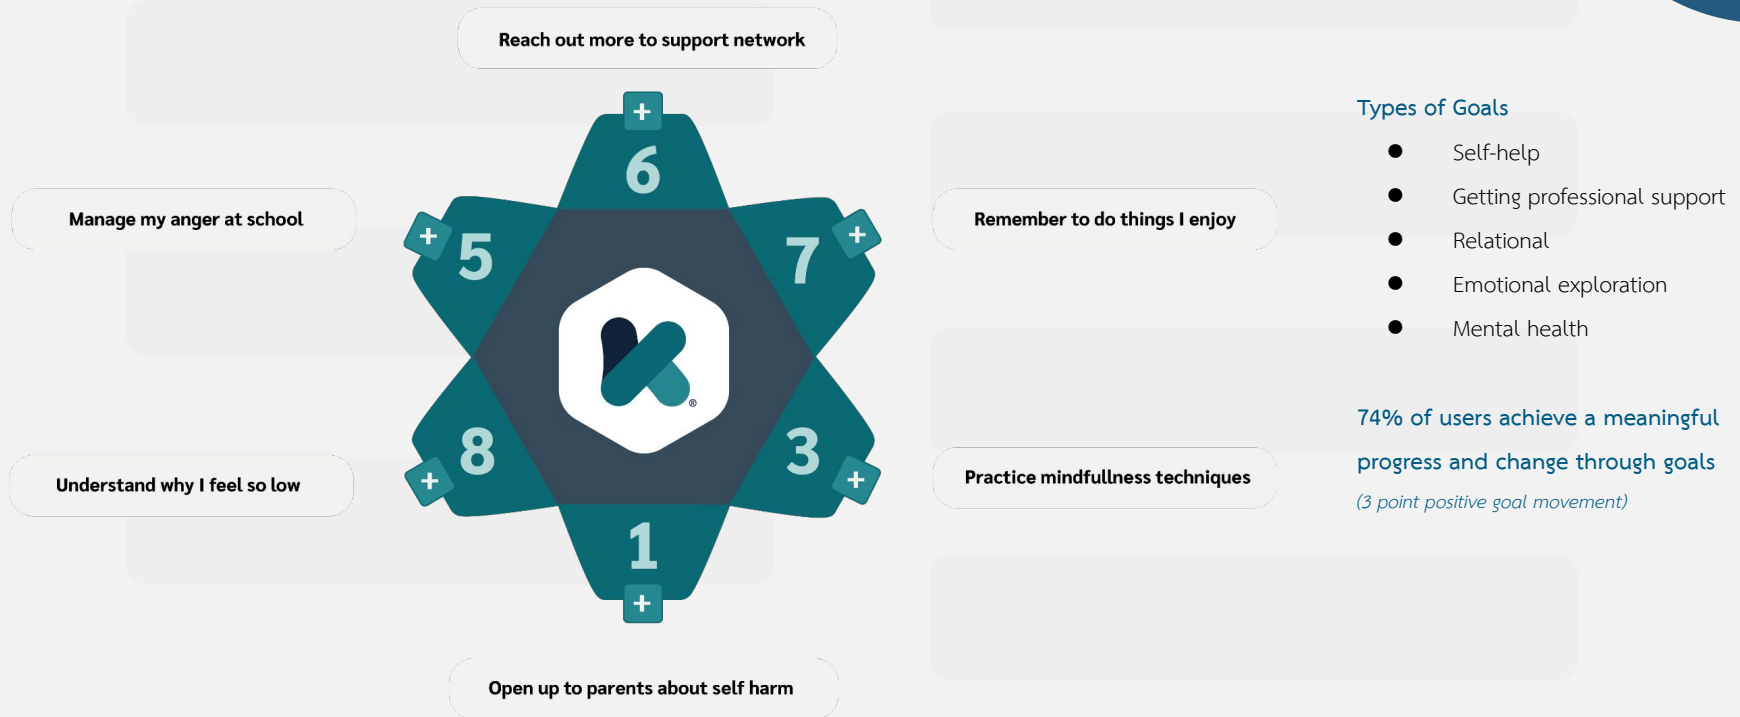 Reach out more to support network
+
6
Manage my anger at school
+
5
7
+
Remember to do things I enjoy
Understand why I feel so low
+
8
3
+
Practice mindfullness techniques
1
+
Open up to parents about self harm
®
Types of Goals
● Self-help
● Getting professional support
● Relational
● Emotional exploration
● Mental health
74% of users achieve a meaningful
progress and change through goals
(3 point positive goal movement)